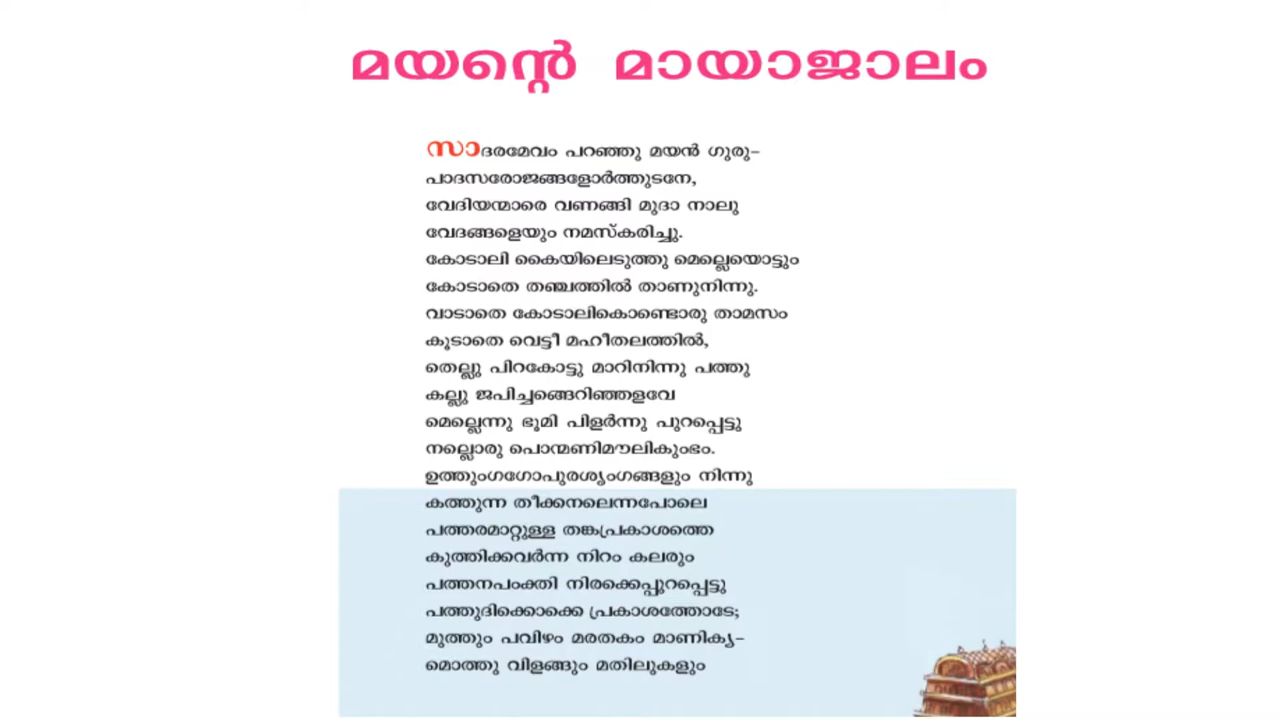 മയന്റെ മായാജാലം
സാദരമേവം പറഞ്ഞു മയൻ ഗുരു-
പാദസരോജങ്ങളോർത്തുടനേ,
വേദിയന്മാരെ വണങ്ങി മുദാ നാലു
വേദങ്ങളെയും നമസ്കരിച്ചു.
കോടാലി കൈയിലെടുത്തു മെല്ലെയൊട്ടും
കോടാതെ തഞ്ചത്തിൽ താണുനിന്നു.
വാടാതെ കോടാലികൊണ്ടൊരു താമസം
കൂടാതെ വെട്ടീ മഹീതലത്തിൽ,
തെല്ലു പിറകോട്ടു മാറിനിന്നു പത്തു
കല്ലു ജപിച്ചങ്ങെറിഞ്ഞളവേ
മെല്ലെന്നു ഭൂമി പിളർന്നു പുറപ്പെട്ടു
നല്ലൊരു പൊന്മണിമൗലികുംഭം.
ഉത്തുംഗഗോപുരശൃംഗങ്ങളും നിന്നു
കത്തുന്ന തീക്കനലെന്നപോലെ
പത്തരമാറ്റുള്ള തങ്കപ്രകാശത്തെ
കുത്തിക്കവർന്ന നിറം കലരും
പത്തനപംക്തി നിരക്കെപ്പുറപ്പെട്ടു
പത്തുദിക്കൊക്കെ പ്രകാശത്തോടേ;
മുത്തും പവിഴം മരതകം മാണിക്യ-
മൊത്തു വിളങ്ങും മതിലുകളും